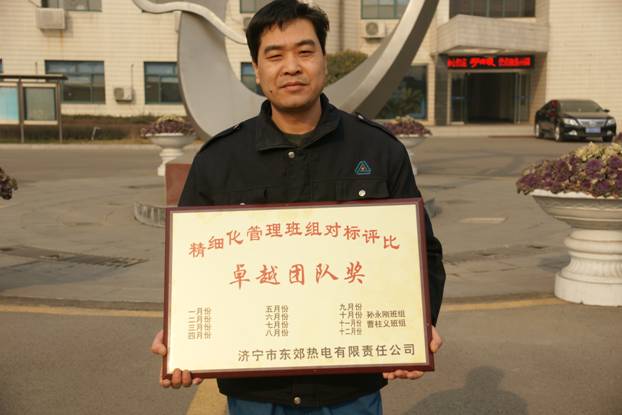 精细化管理班组对标评比
卓越团队奖
一月份 五月份 九月份
二月份 六月份 十月份 孙永刚班组
三月份 七月份 十一月份 曹柱义班组
四月份 八月份 十二月份
济宁市东郊热电有限责任公司